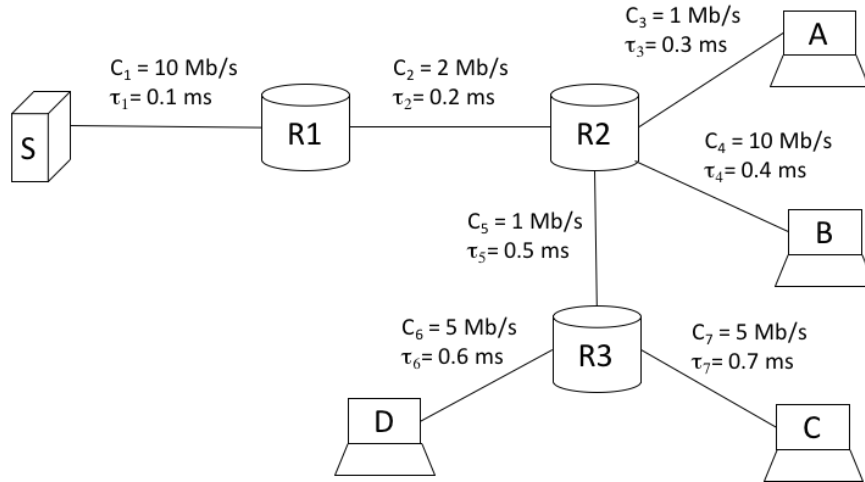 C₃ = 1 Mb/s
τ₃= 0.3 ms
A
C₁ = 10 Mb/s
τ₁= 0.1 ms
C₂ = 2 Mb/s
τ₂= 0.2 ms
S
R1
R2
C₄ = 10 Mb/s
τ₄= 0.4 ms
B
C₅ = 1 Mb/s
τ₅= 0.5 ms
C₆ = 5 Mb/s
τ₆= 0.6 ms
R3
C₇ = 5 Mb/s
τ₇= 0.7 ms
D
C